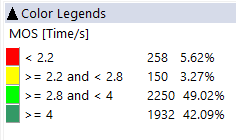 Color Legends
MOS [Time/s]
< 2.2 258 5.62%
>= 2.2 and < 2.8 150 3.27%
>= 2.8 and < 4 2250 49.02%
>= 4 1932 42.09%